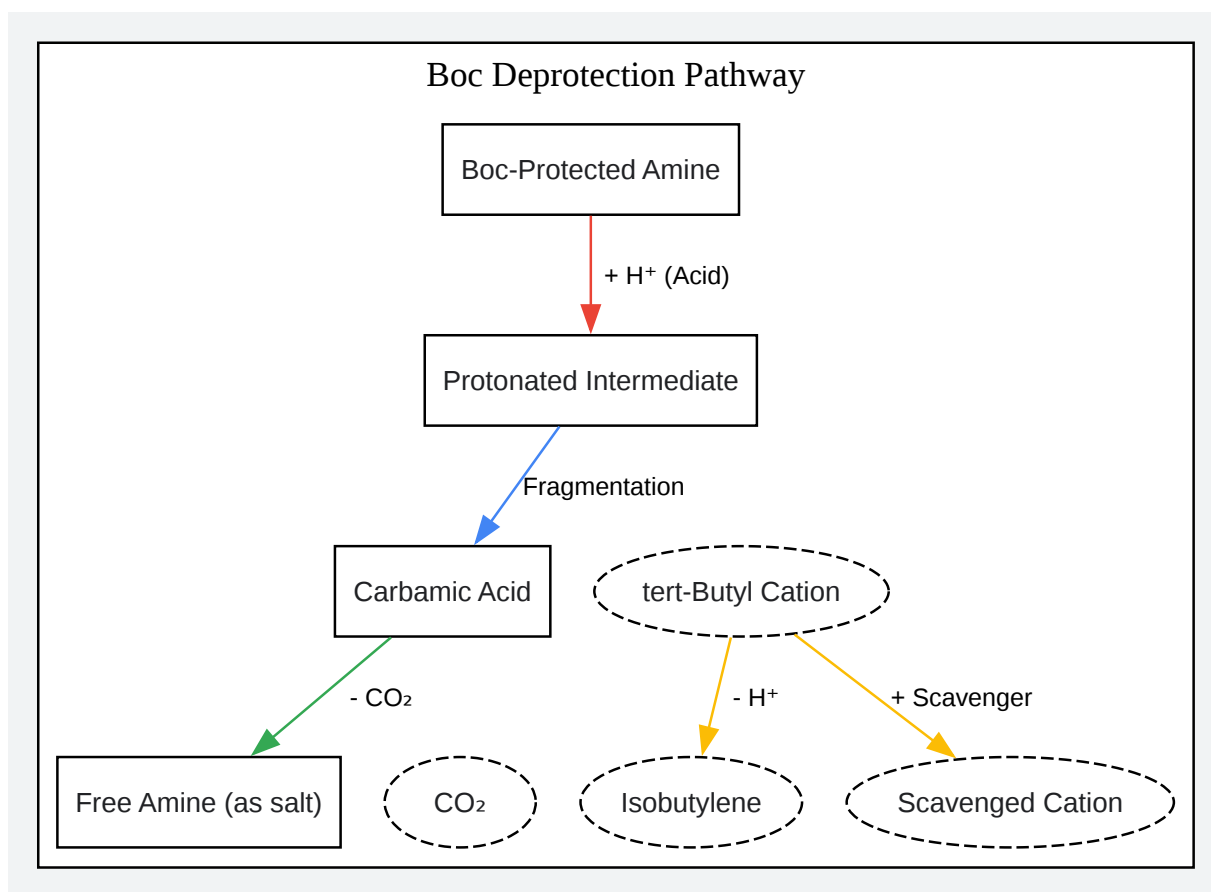 Boc Deprotection Pathway
Boc-Protected Amine
+ H⁺ (Acid)
Protonated Intermediate
Fragmentation
Carbamic Acid
tert-Butyl Cation
- CO₂
- H⁺
+ Scavenger
Free Amine (as salt)
CO₂
Isobutylene
Scavenged Cation